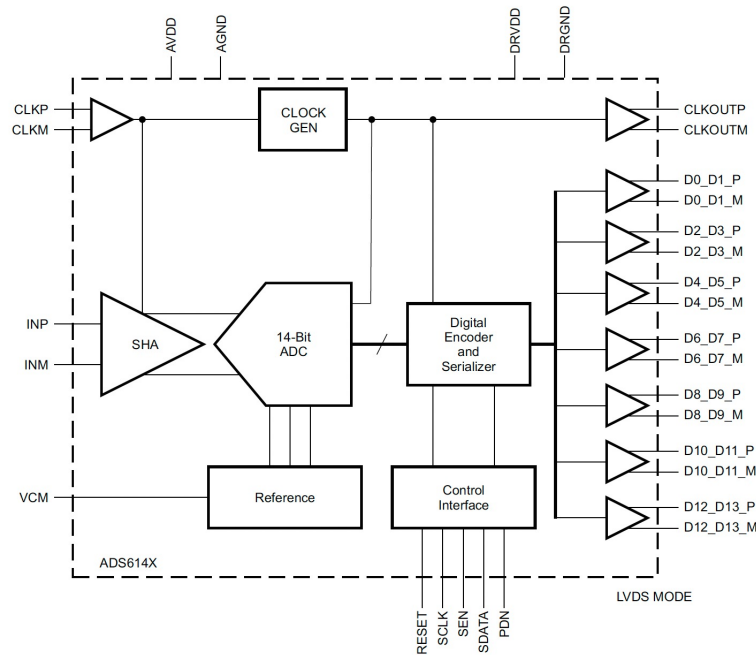 AVDD
AGND
DRVDD
DRGND
CLKP
CLKM
CLOCK
GEN
CLKOUTP
CLKOUTM
D0_D1_P
D0_D1_M
D2_D3_P
D2_D3_M
D4_D5_P
D4_D5_M
INP
INM
SHA
14-Bit
ADC
Digital
Encoder
and
Serializer
D6_D7_P
D6_D7_M
D8_D9_P
D8_D9_M
D10_D11_P
D10_D11_M
VCM
Reference
Control
Interface
D12_D13_P
D12_D13_M
ADS614X
LVDS MODE
RESET
SCLK
SEN
SDATA
PDN